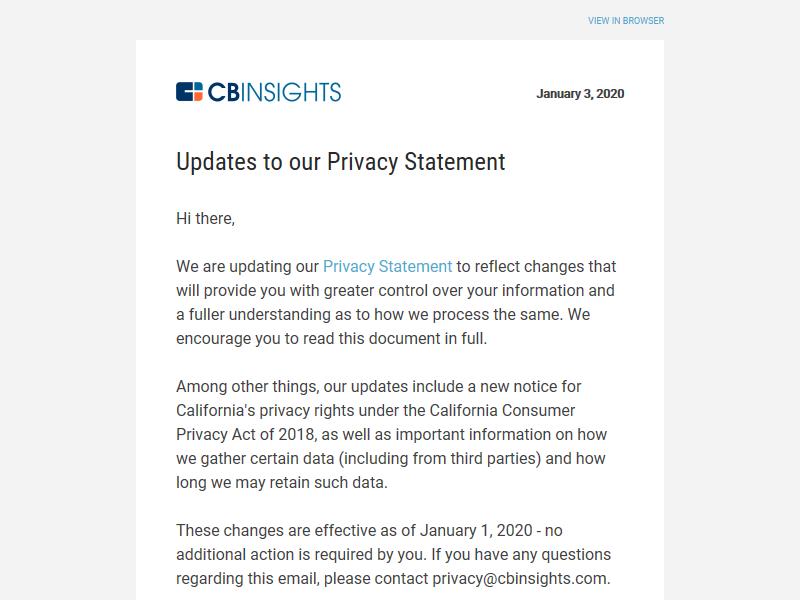 VIEW IN BROWSER
CBINSIGHTS
January 3, 2020
Updates to our Privacy Statement
Hi there,
We are updating our Privacy Statement to reflect changes that
will provide you with greater control over your information and
a fuller understanding as to how we process the same. We
encourage you to read this document in full.
Among other things, our updates include a new notice for
California's privacy rights under the California Consumer
Privacy Act of 2018, as well as important information on how
we gather certain data (including from third parties) and how
long we may retain such data.
These changes are effective as of January 1, 2020 - no
additional action is required by you. If you have any questions
regarding this email, please contact privacy@cbinsights.com.